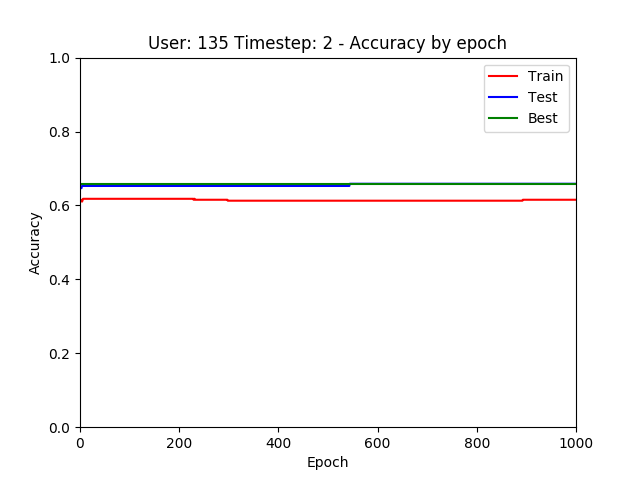 User: 135 Timestep: 2 - Accuracy by epoch
Train
Test
Best
1.0
0.8
0.6
0.4
0.2
0.0
Accuracy
0 200 400 600 800 1000
Epoch